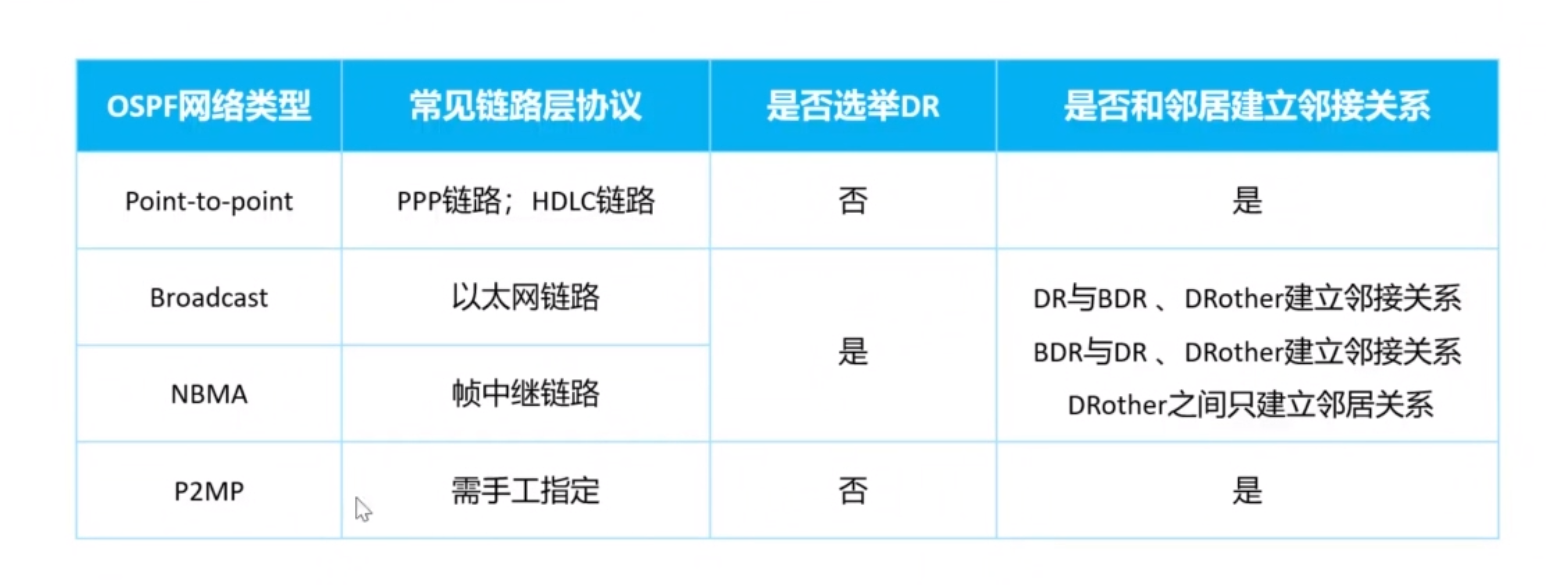 OSPF网络类型 常见链路层协议 是否选举DR 是否和邻居建立邻接关系
Point-to-point PPP链路；HDLC链路 否 是
Broadcast 以太网链路
NBMA 帧中继链路
是
DR与BDR 、DRother建立邻接关系
BDR与DR 、DRother建立邻接关系
DRother之间只建立邻居关系
P2MP 需手工指定 否 是